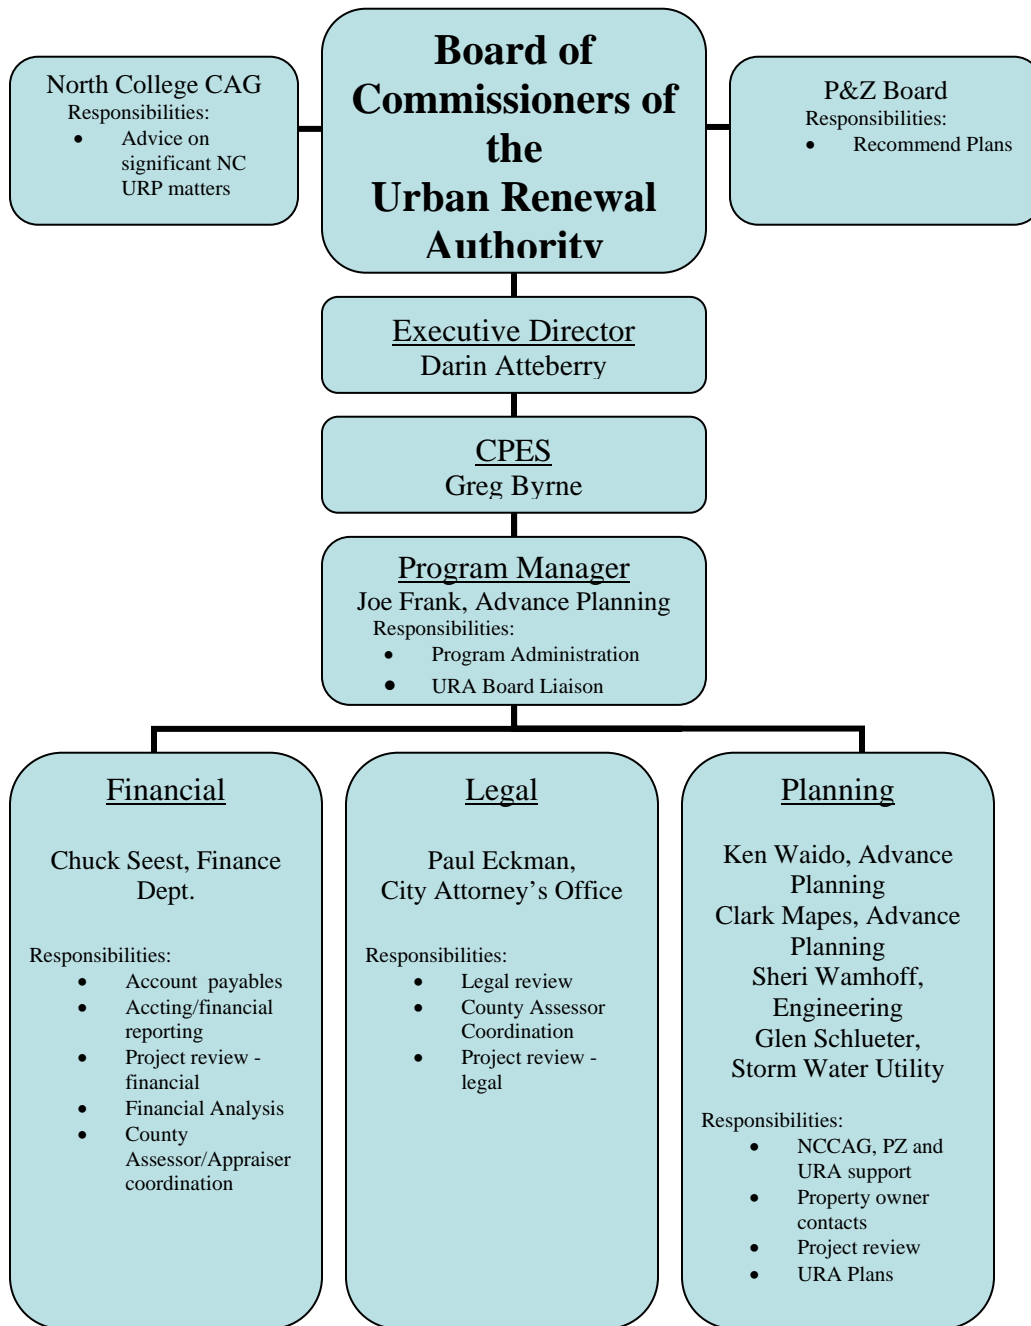 Board of
Commissioners of
the
Urban Renewal
Authority
North College CAG
Responsibilities:
• Advice on
significant NC
URP matters
P&Z Board
Responsibilities:
• Recommend Plans
Executive Director
Darin Atteberry
CPES
Greg Byrne
Program Manager
Joe Frank, Advance Planning
Responsibilities:
• Program Administration
• URA Board Liaison
Financial
Chuck Seest, Finance
Dept.
Responsibilities:
• Account payables
• Accting/financial
reporting
• Project review -
financial
• Financial Analysis
• County
Assessor/Appraiser
coordination
Legal
Paul Eckman,
City Attorney's Office
Responsibilities:
• Legal review
• County Assessor
Coordination
• Project review -
legal
Planning
Ken Waido, Advance
Planning
Clark Mapes, Advance
Planning
Sheri Wamhoff,
Engineering
Glen Schlueter,
Storm Water Utility
Responsibilities:
• NCCAG, PZ and
URA support
• Property owner
contacts
• Project review
• URA Plans